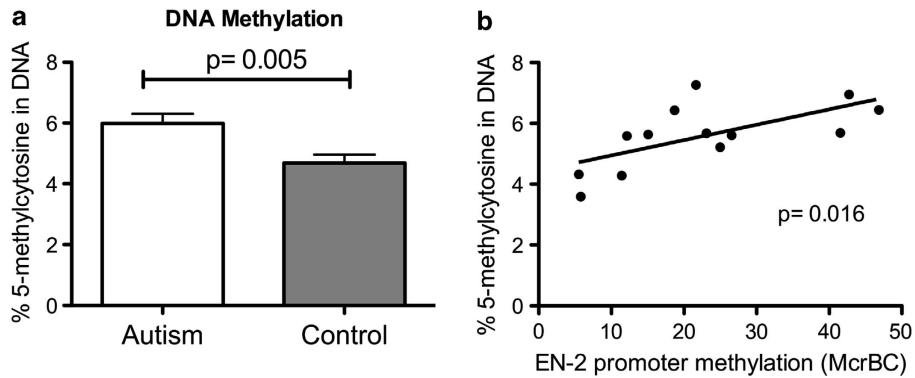 a
DNA Methylation
p= 0.005
% 5-methylcytosine in DNA
8
6
4
2
0
Autism
Control
b
% 5-methylcytosine in DNA
8
6
4
2
0
p= 0.016
0 10 20 30 40 50
EN-2 promoter methylation (McrBC)